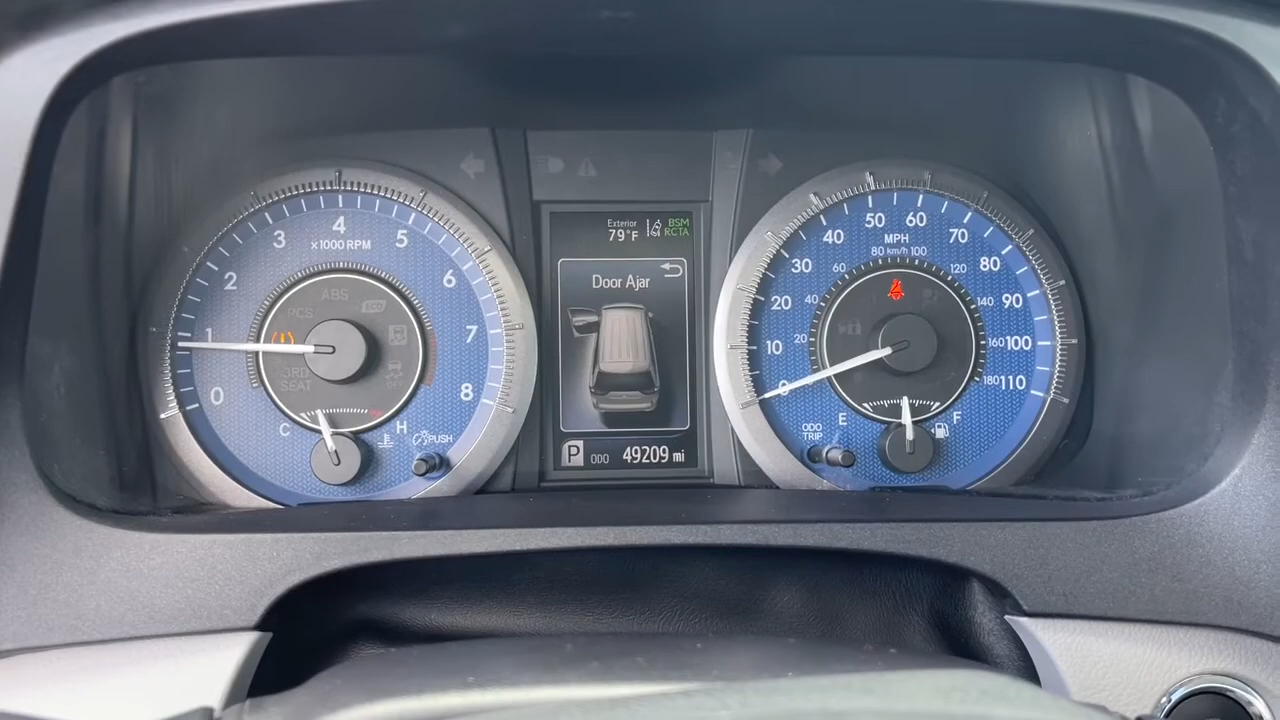 0
1
2
3
4
5
6
7
8
x1000 RPM
ABS
PCS
ECO
3RD
SEAT
OFF
C
H
PUSH
Exterior
79°F
BSM
RCTA
Door Ajar
P
ODO
49209 mi
0
10
20
30
40
50
60
70
80
90
100
110
MPH
80 km/h 100
20
40
60
120
140
160
180
E
F
ODO
TRIP